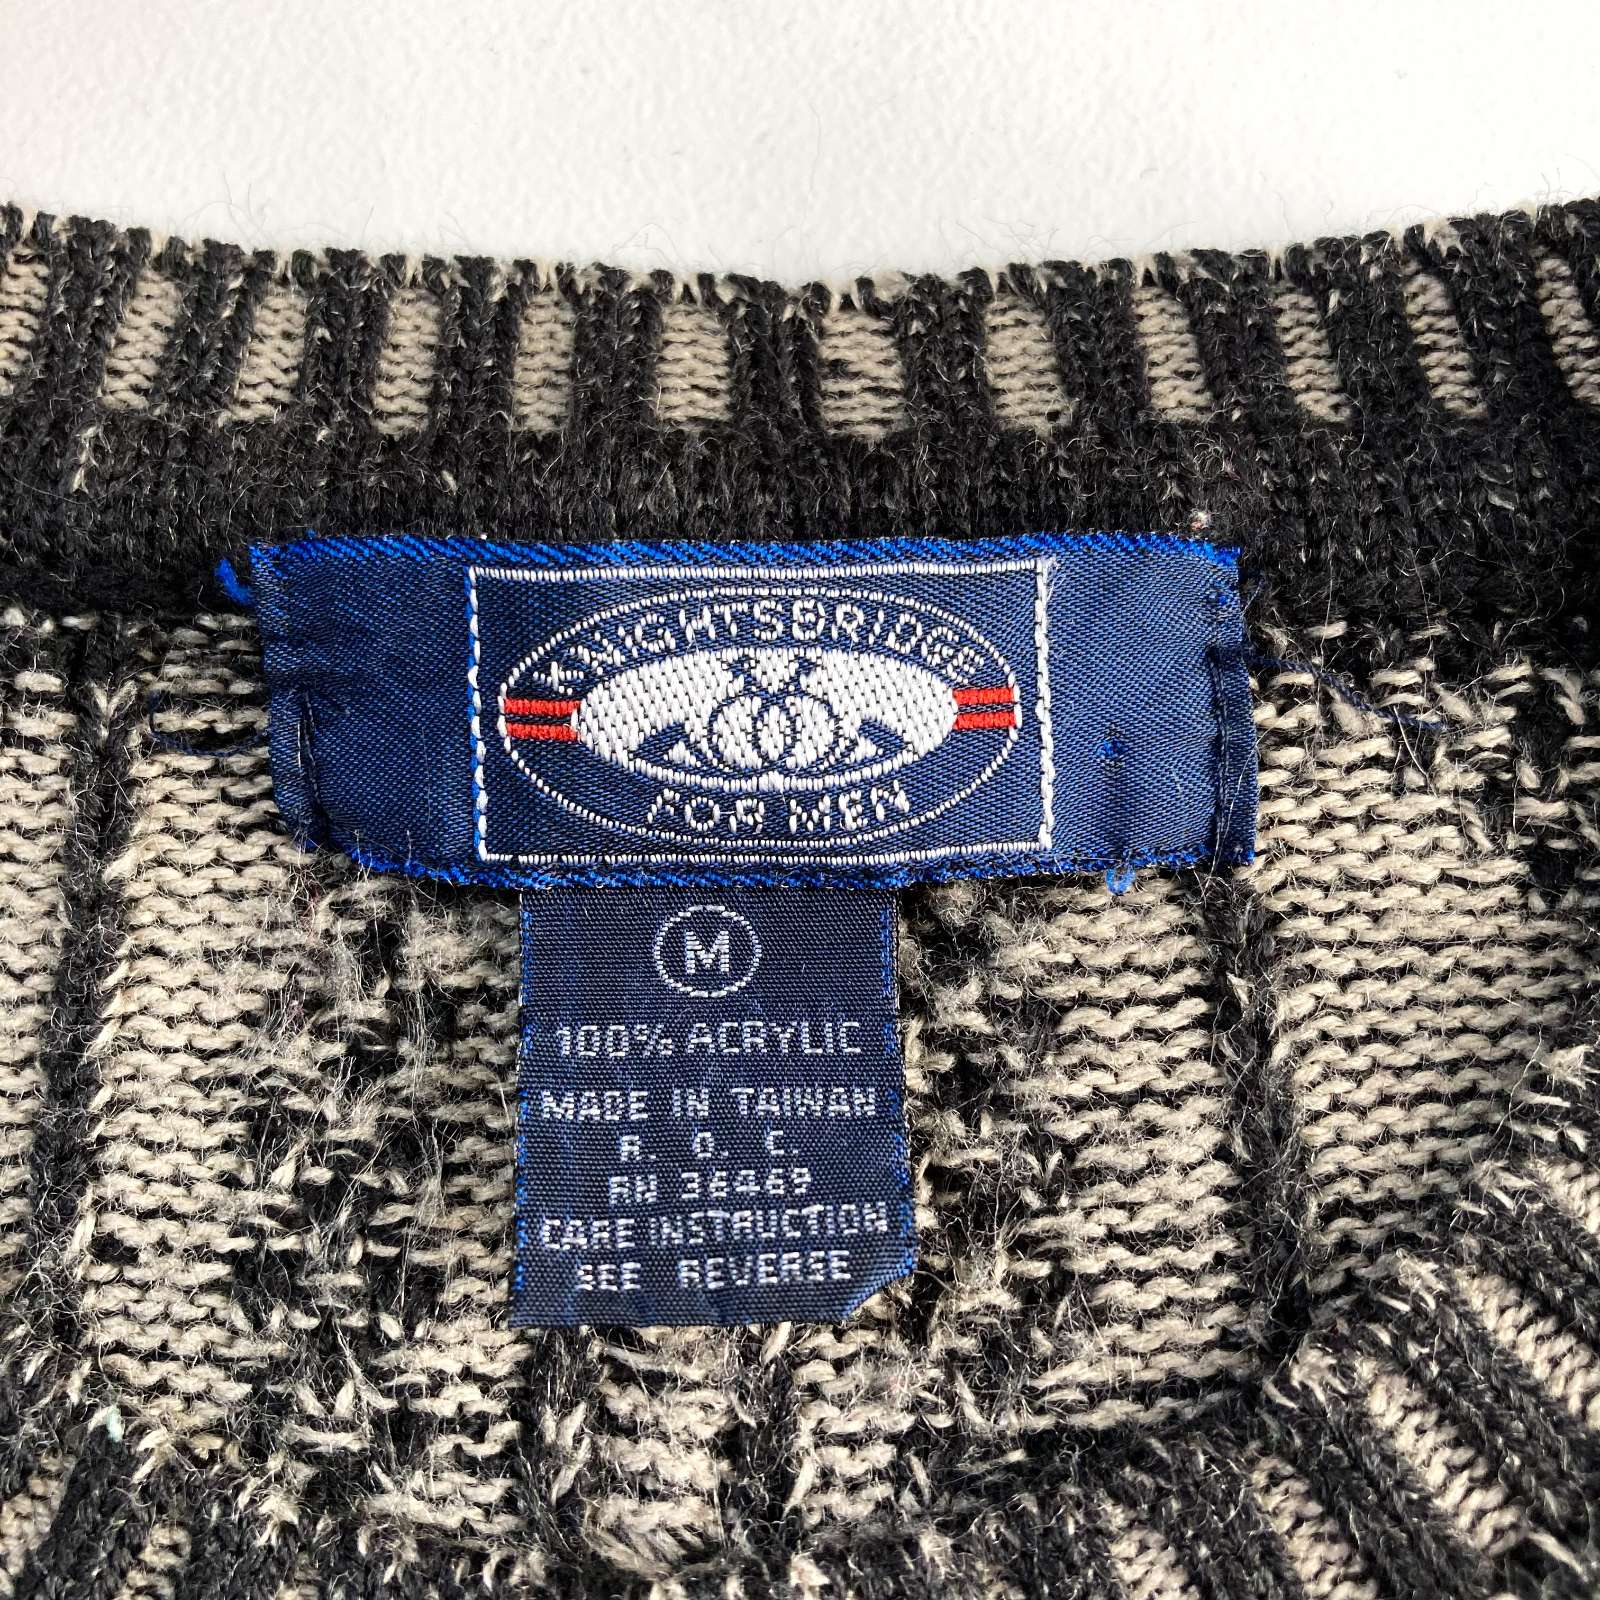 KNIGHTSBRIDGE
FOR MEN
M
100% ACRYLIC
MADE IN TAIWAN
R. O. C.
RN 36469
CARE INSTRUCTION
SEE REVERSE